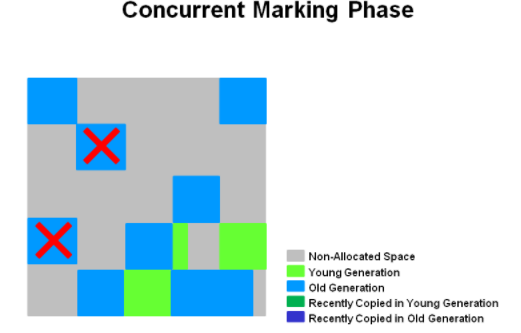 Concurrent Marking Phase
Non-Allocated Space
Young Generation
Old Generation
Recently Copied in Young Generation
Recently Copied in Old Generation